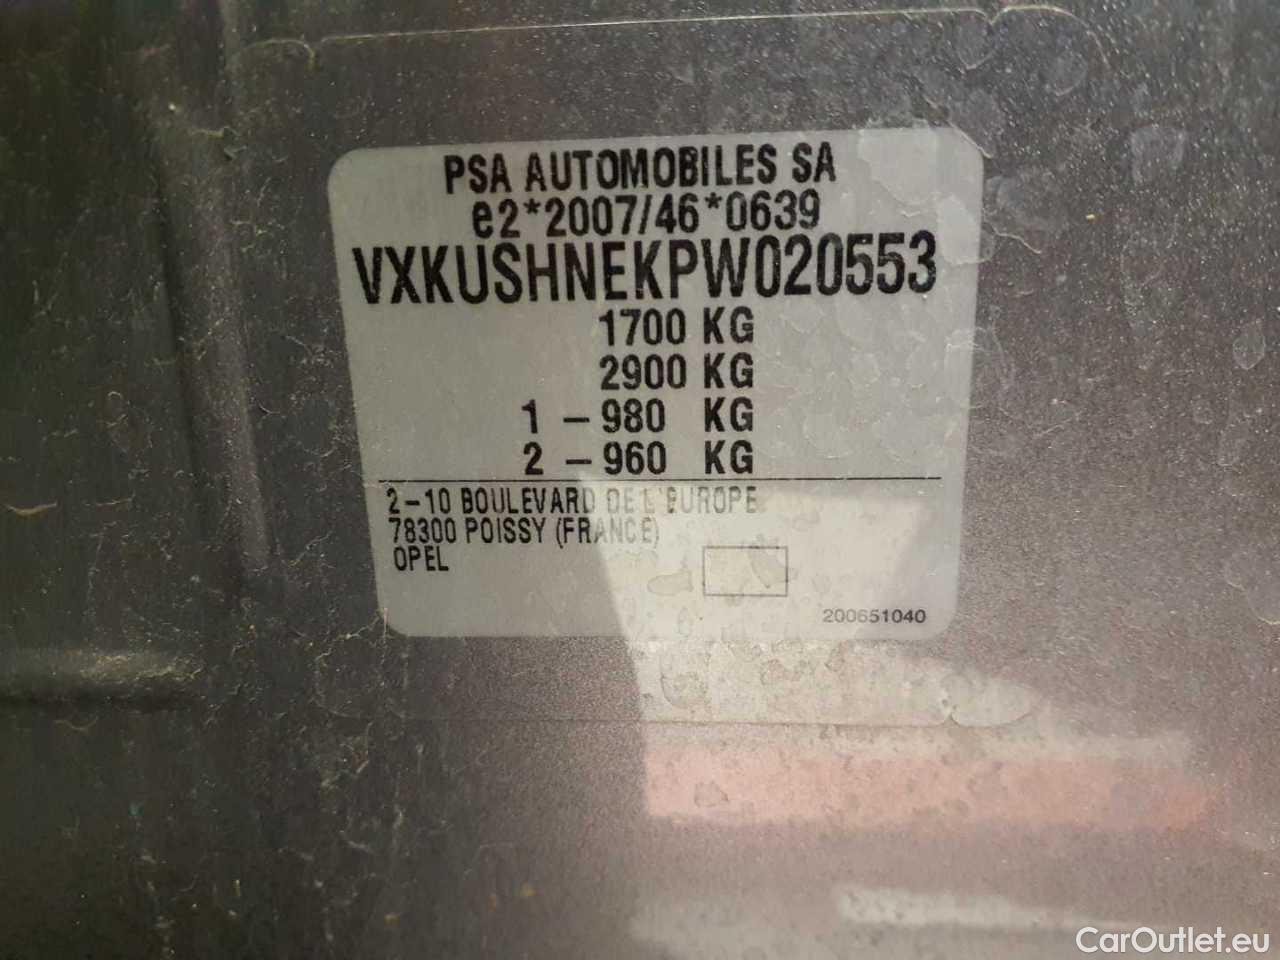 PSA AUTOMOBILES SA
e2*2007/46*0639
VXKUSHNEKPW020553
1700 KG
2900 KG
1 – 980 KG
2 – 960 KG
2–10 BOULEVARD DE L'EUROPE
78300 POISSY (FRANCE)
OPEL
200651040
CarOutlet.eu